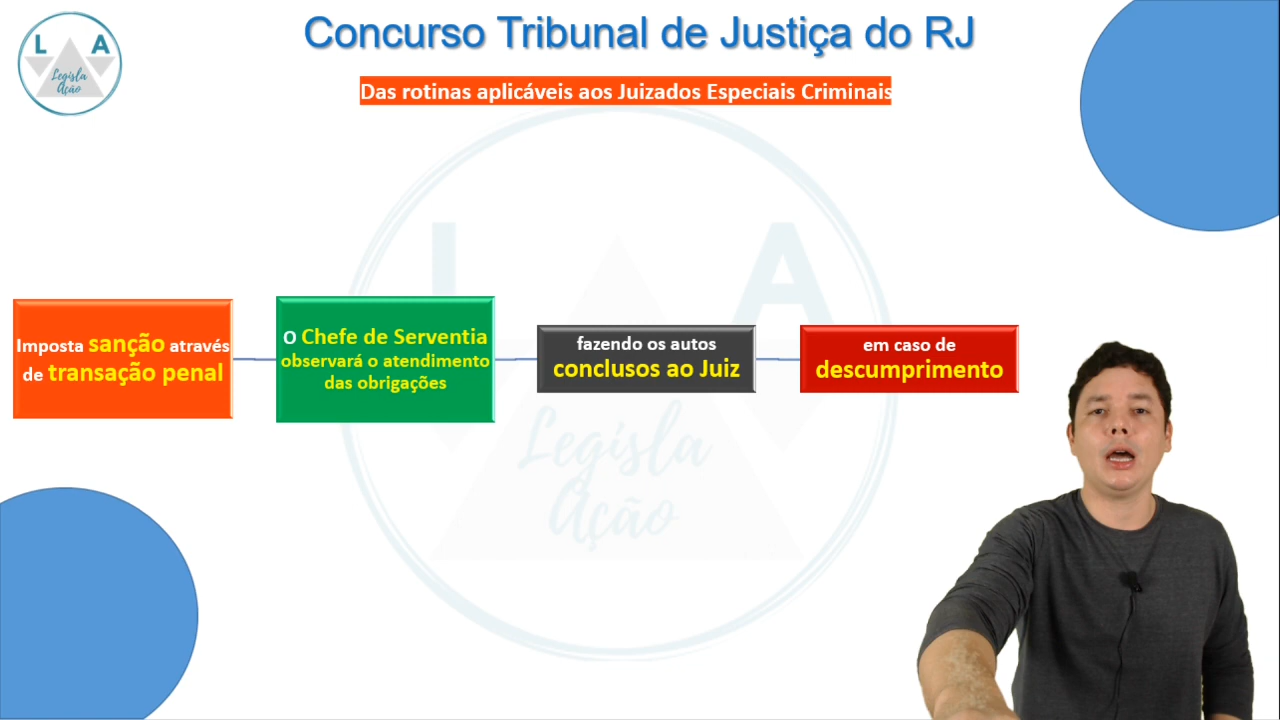 L A
Legisla
Ação
Concurso Tribunal de Justiça do RJ
Das rotinas aplicáveis aos Juizados Especiais Criminais
L A
Legisla
Ação
Imposta sanção através
de transação penal
O Chefe de Serventia
observará o atendimento
das obrigações
fazendo os autos
conclusos ao Juiz
em caso de
descumprimento